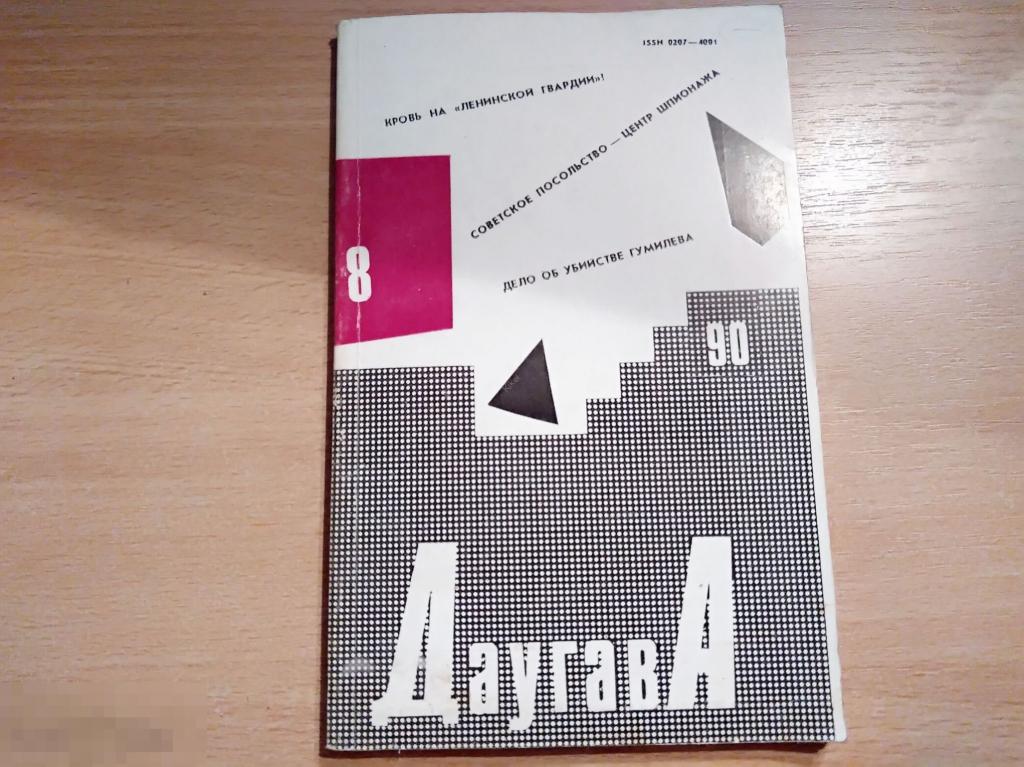 ISSN 0207—4001
КРОВЬ НА «ЛЕНИНСКОЙ ГВАРДИИ»!
СОВЕТСКОЕ ПОСОЛЬСТВО — ЦЕНТР ШПИОНАЖА
ДЕЛО ОБ УБИЙСТВЕ ГУМИЛЕВА
8
90
ДаугавА